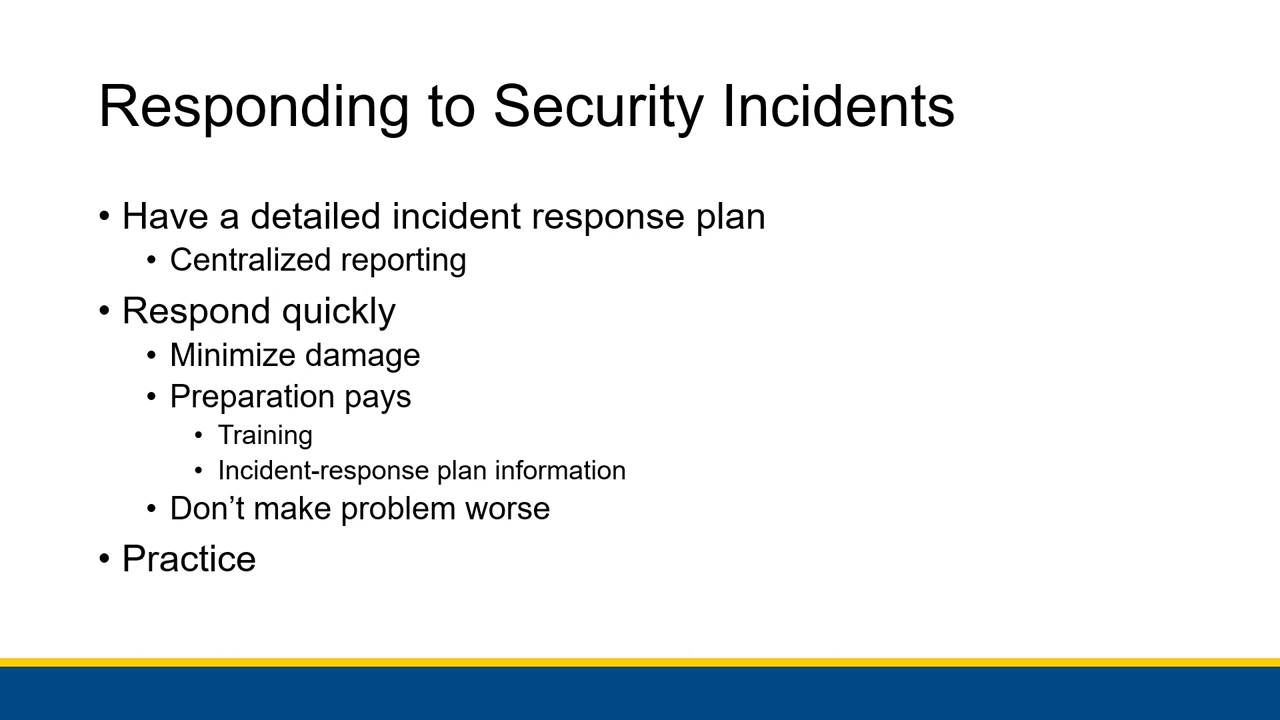 Responding to Security Incidents
• Have a detailed incident response plan
• Centralized reporting
• Respond quickly
• Minimize damage
• Preparation pays
• Training
• Incident-response plan information
• Don’t make problem worse
• Practice